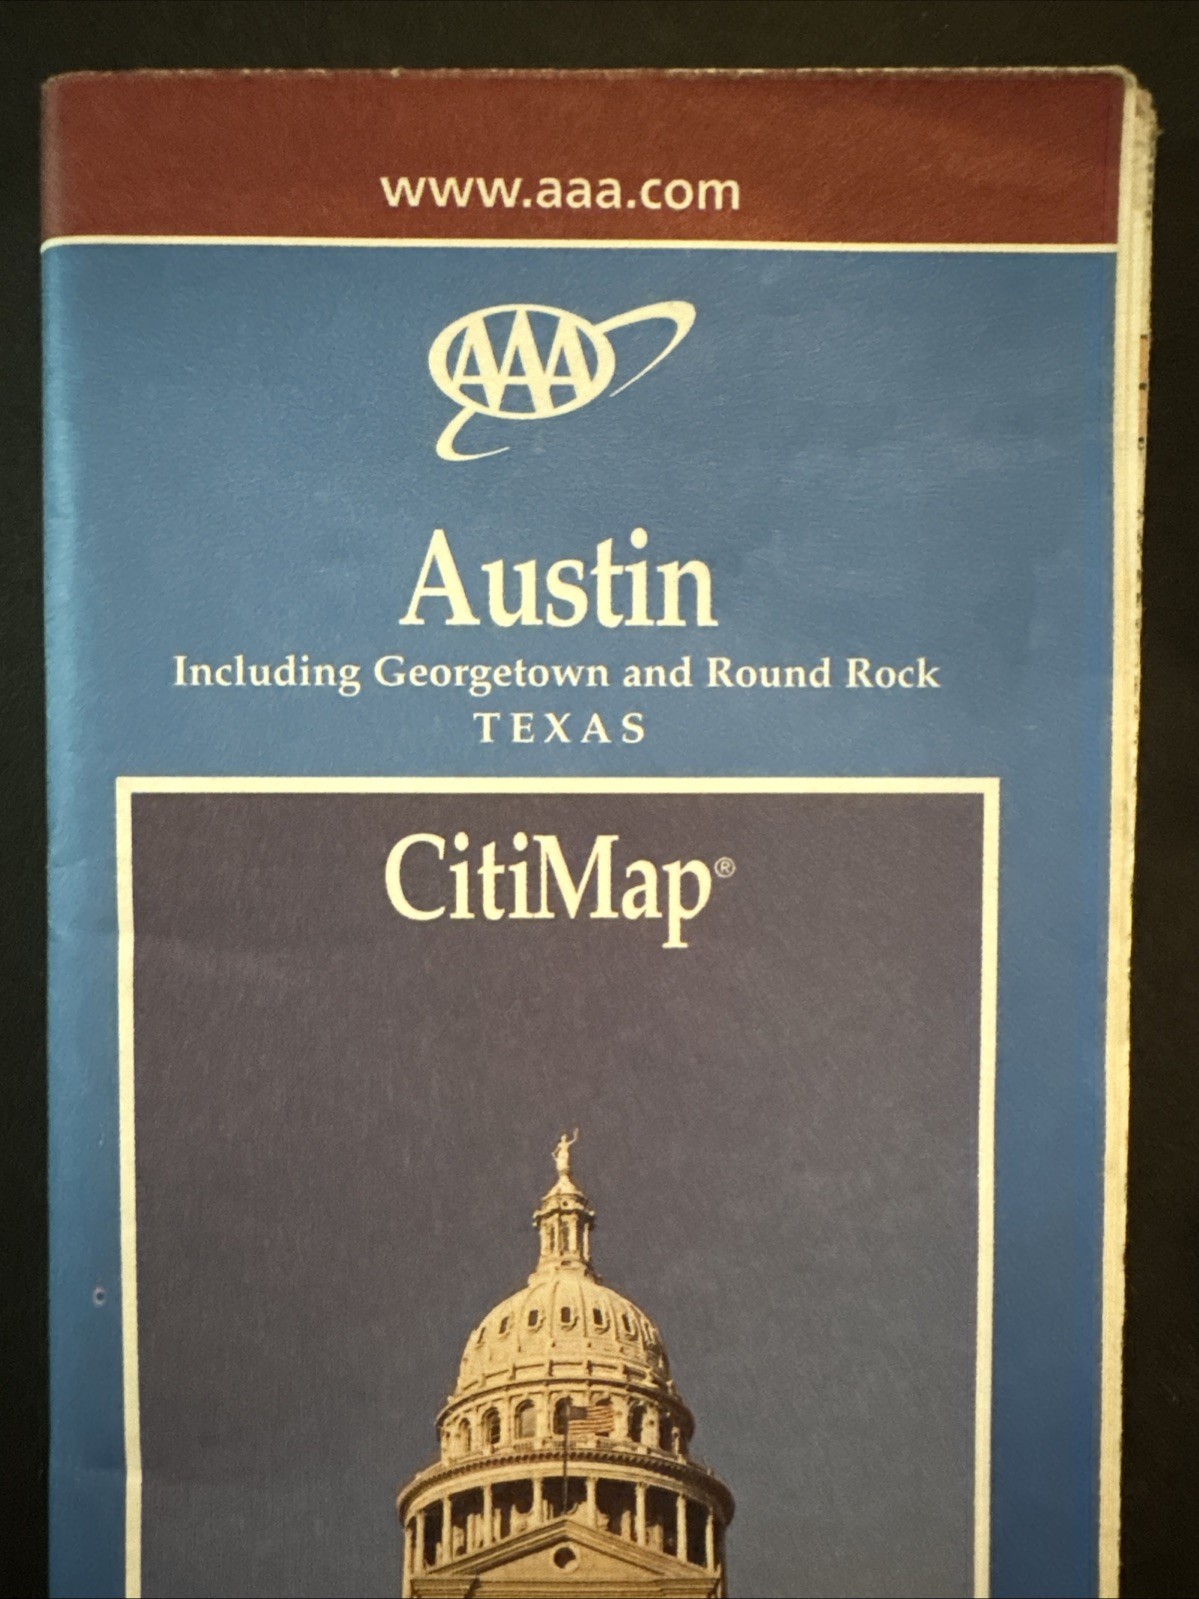 www.aaa.com
AAA
Austin
Including Georgetown and Round Rock
TEXAS
CitiMap®